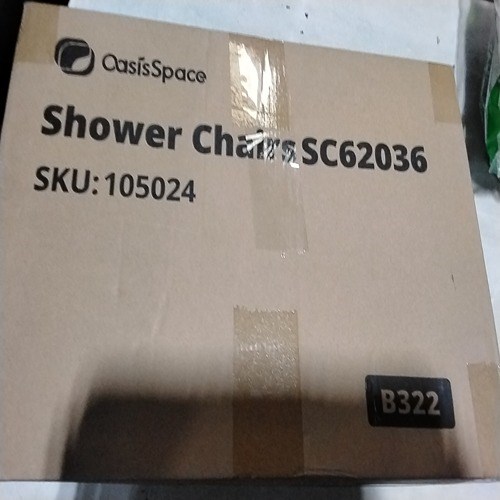 OasisSpace
Shower Chairs SC62036
SKU: 105024
B322